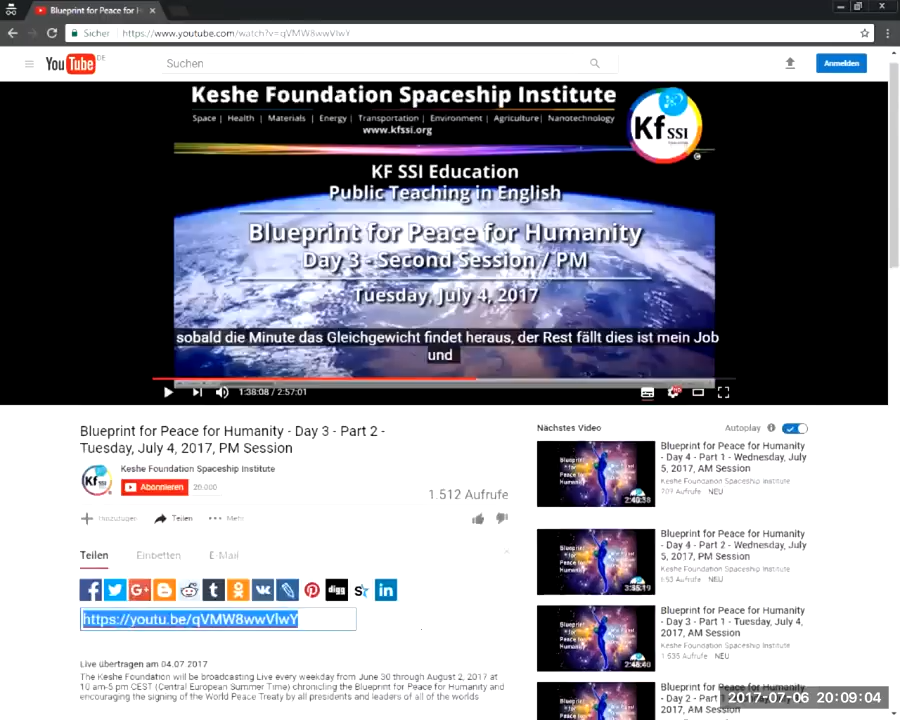 Blueprint for Peace for H
Sicher https://www.youtube.com/watch?v=qVMW8wwVlwY
YouTube DE
Suchen
Anmelden
Keshe Foundation Spaceship Institute
Space | Health | Materials | Energy | Transportation | Environment | Agriculture | Nanotechnology
www.kfssi.org
Kf SSI
KF SSI Education
Public Teaching in English
Blueprint for Peace for Humanity
Day 3 - Second Session / PM
Tuesday, July 4, 2017
sobald die Minute das Gleichgewicht findet heraus, der Rest fällt dies ist mein Job
und
1:38:08 / 2:57:01
Blueprint for Peace for Humanity - Day 3 - Part 2 -
Tuesday, July 4, 2017, PM Session
Keshe Foundation Spaceship Institute
Abonnieren
1.512 Aufrufe
Hinzufügen Teilen Mehr
Teilen Einbetten E-Mail
digg
https://youtu.be/qVMW8wwVlwY
Live übertragen am 04.07.2017
The Keshe Foundation will be broadcasting Live every weekday from June 30 through August 2, 2017 at
10 am-5 pm CEST (Central European Summer Time) chronicling the Blueprint for Peace for Humanity and
encouraging the signing of the World Peace Treaty by all presidents and leaders of all of the worlds
Nächstes Video
Autoplay
Blueprint for Peace for Humanity
- Day 4 - Part 1 - Wednesday, July
5, 2017, AM Session
Keshe Foundation Spaceship Institute
709 Aufrufe NEU
2:40:38
Blueprint for Peace for Humanity
- Day 4 - Part 2 - Wednesday, July
5, 2017, PM Session
Keshe Foundation Spaceship Institute
Aufrufe NEU
3:35:19
Blueprint for Peace for Humanity
- Day 3 - Part 1 - Tuesday, July 4,
2017, AM Session
Keshe Foundation Spaceship Institute
1.535 Aufrufe NEU
2:46:40
Blueprint for Peace for Humanity
- Day 2 - Part
2, 2017
2017-07-06 20:09:04